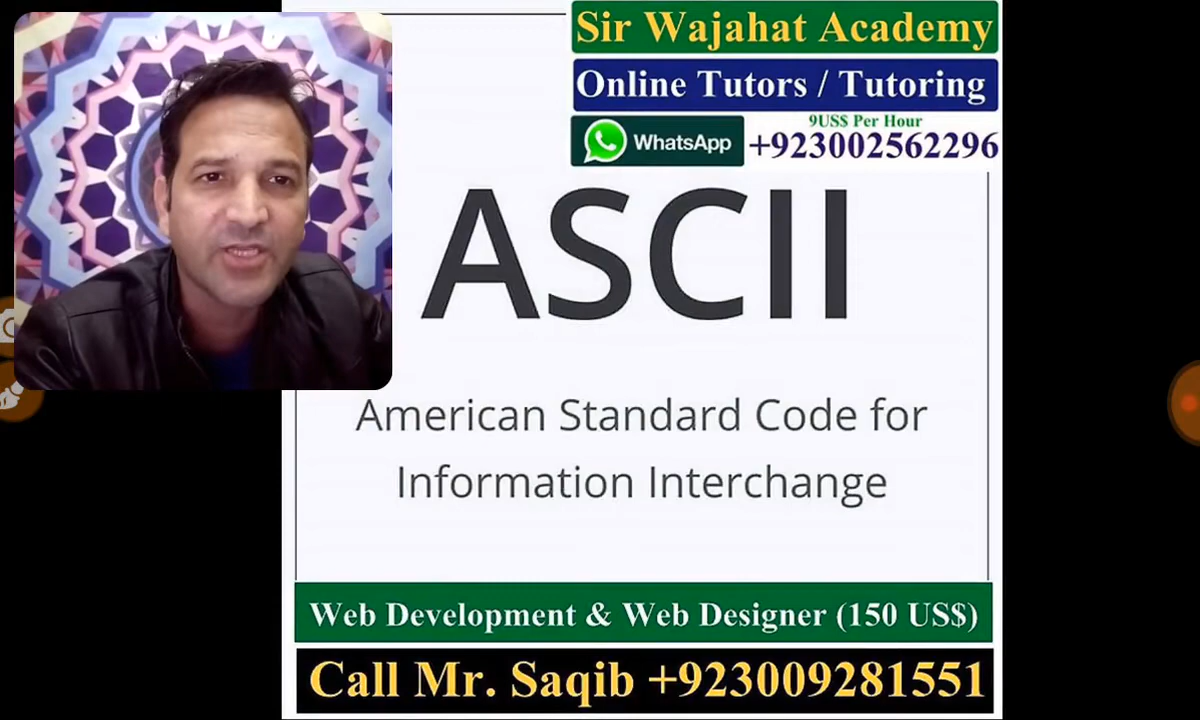 Sir Wajahat Academy
Online Tutors / Tutoring
9US$ Per Hour
WhatsApp +923002562296
ASCII
American Standard Code for
Information Interchange
Web Development & Web Designer (150 US$)
Call Mr. Saqib +923009281551